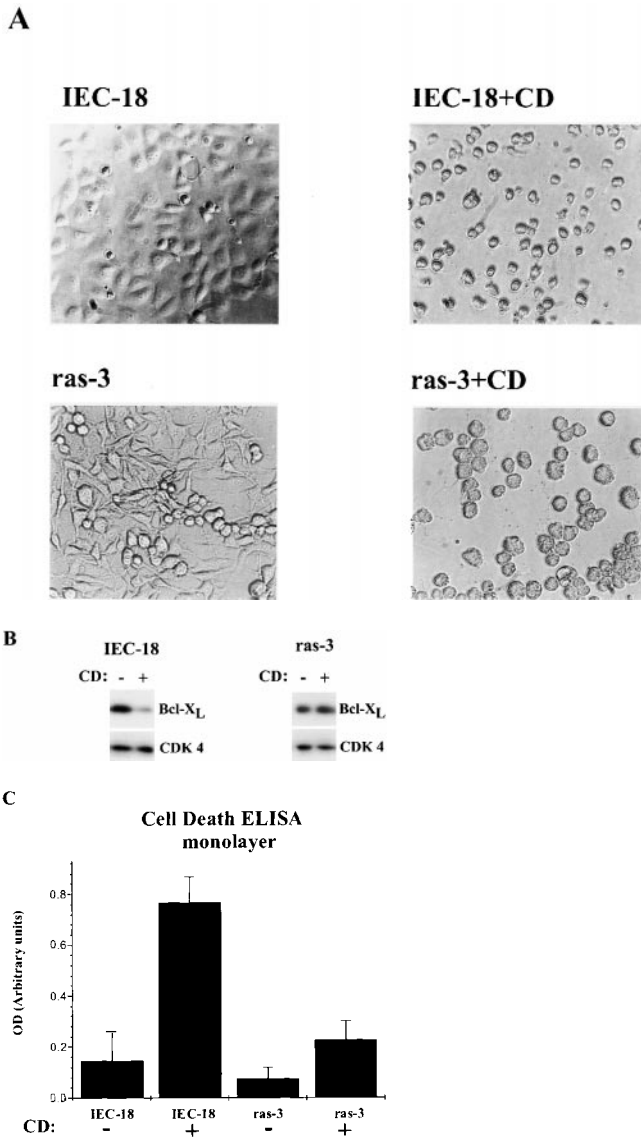 A
IEC-18
IEC-18+CD
ras-3
ras-3+CD
B
IEC-18
ras-3
CD: - +
CD: - +
Bcl-XL
Bcl-XL
CDK 4
CDK 4
C
Cell Death ELISA
monolayer
OD (Arbitrary units)
0.8
0.6
0.4
0.2
0.0
IEC-18 IEC-18 ras-3 ras-3
CD: - + - +